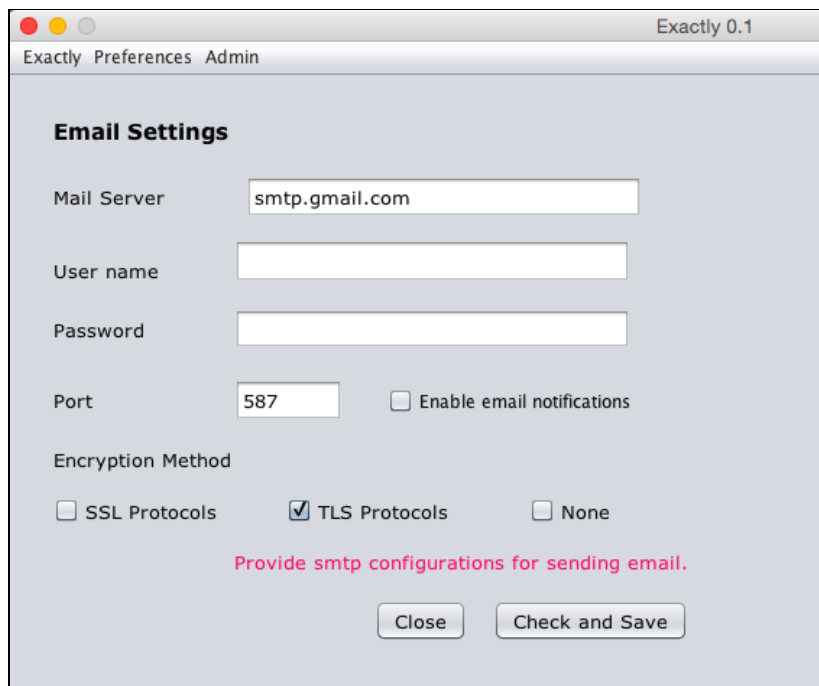 Exactly 0.1
Exactly Preferences Admin
Email Settings
Mail Server smtp.gmail.com
User name
Password
Port 587 Enable email notifications
Encryption Method
SSL Protocols TLS Protocols None
Provide smtp configurations for sending email.
Close Check and Save